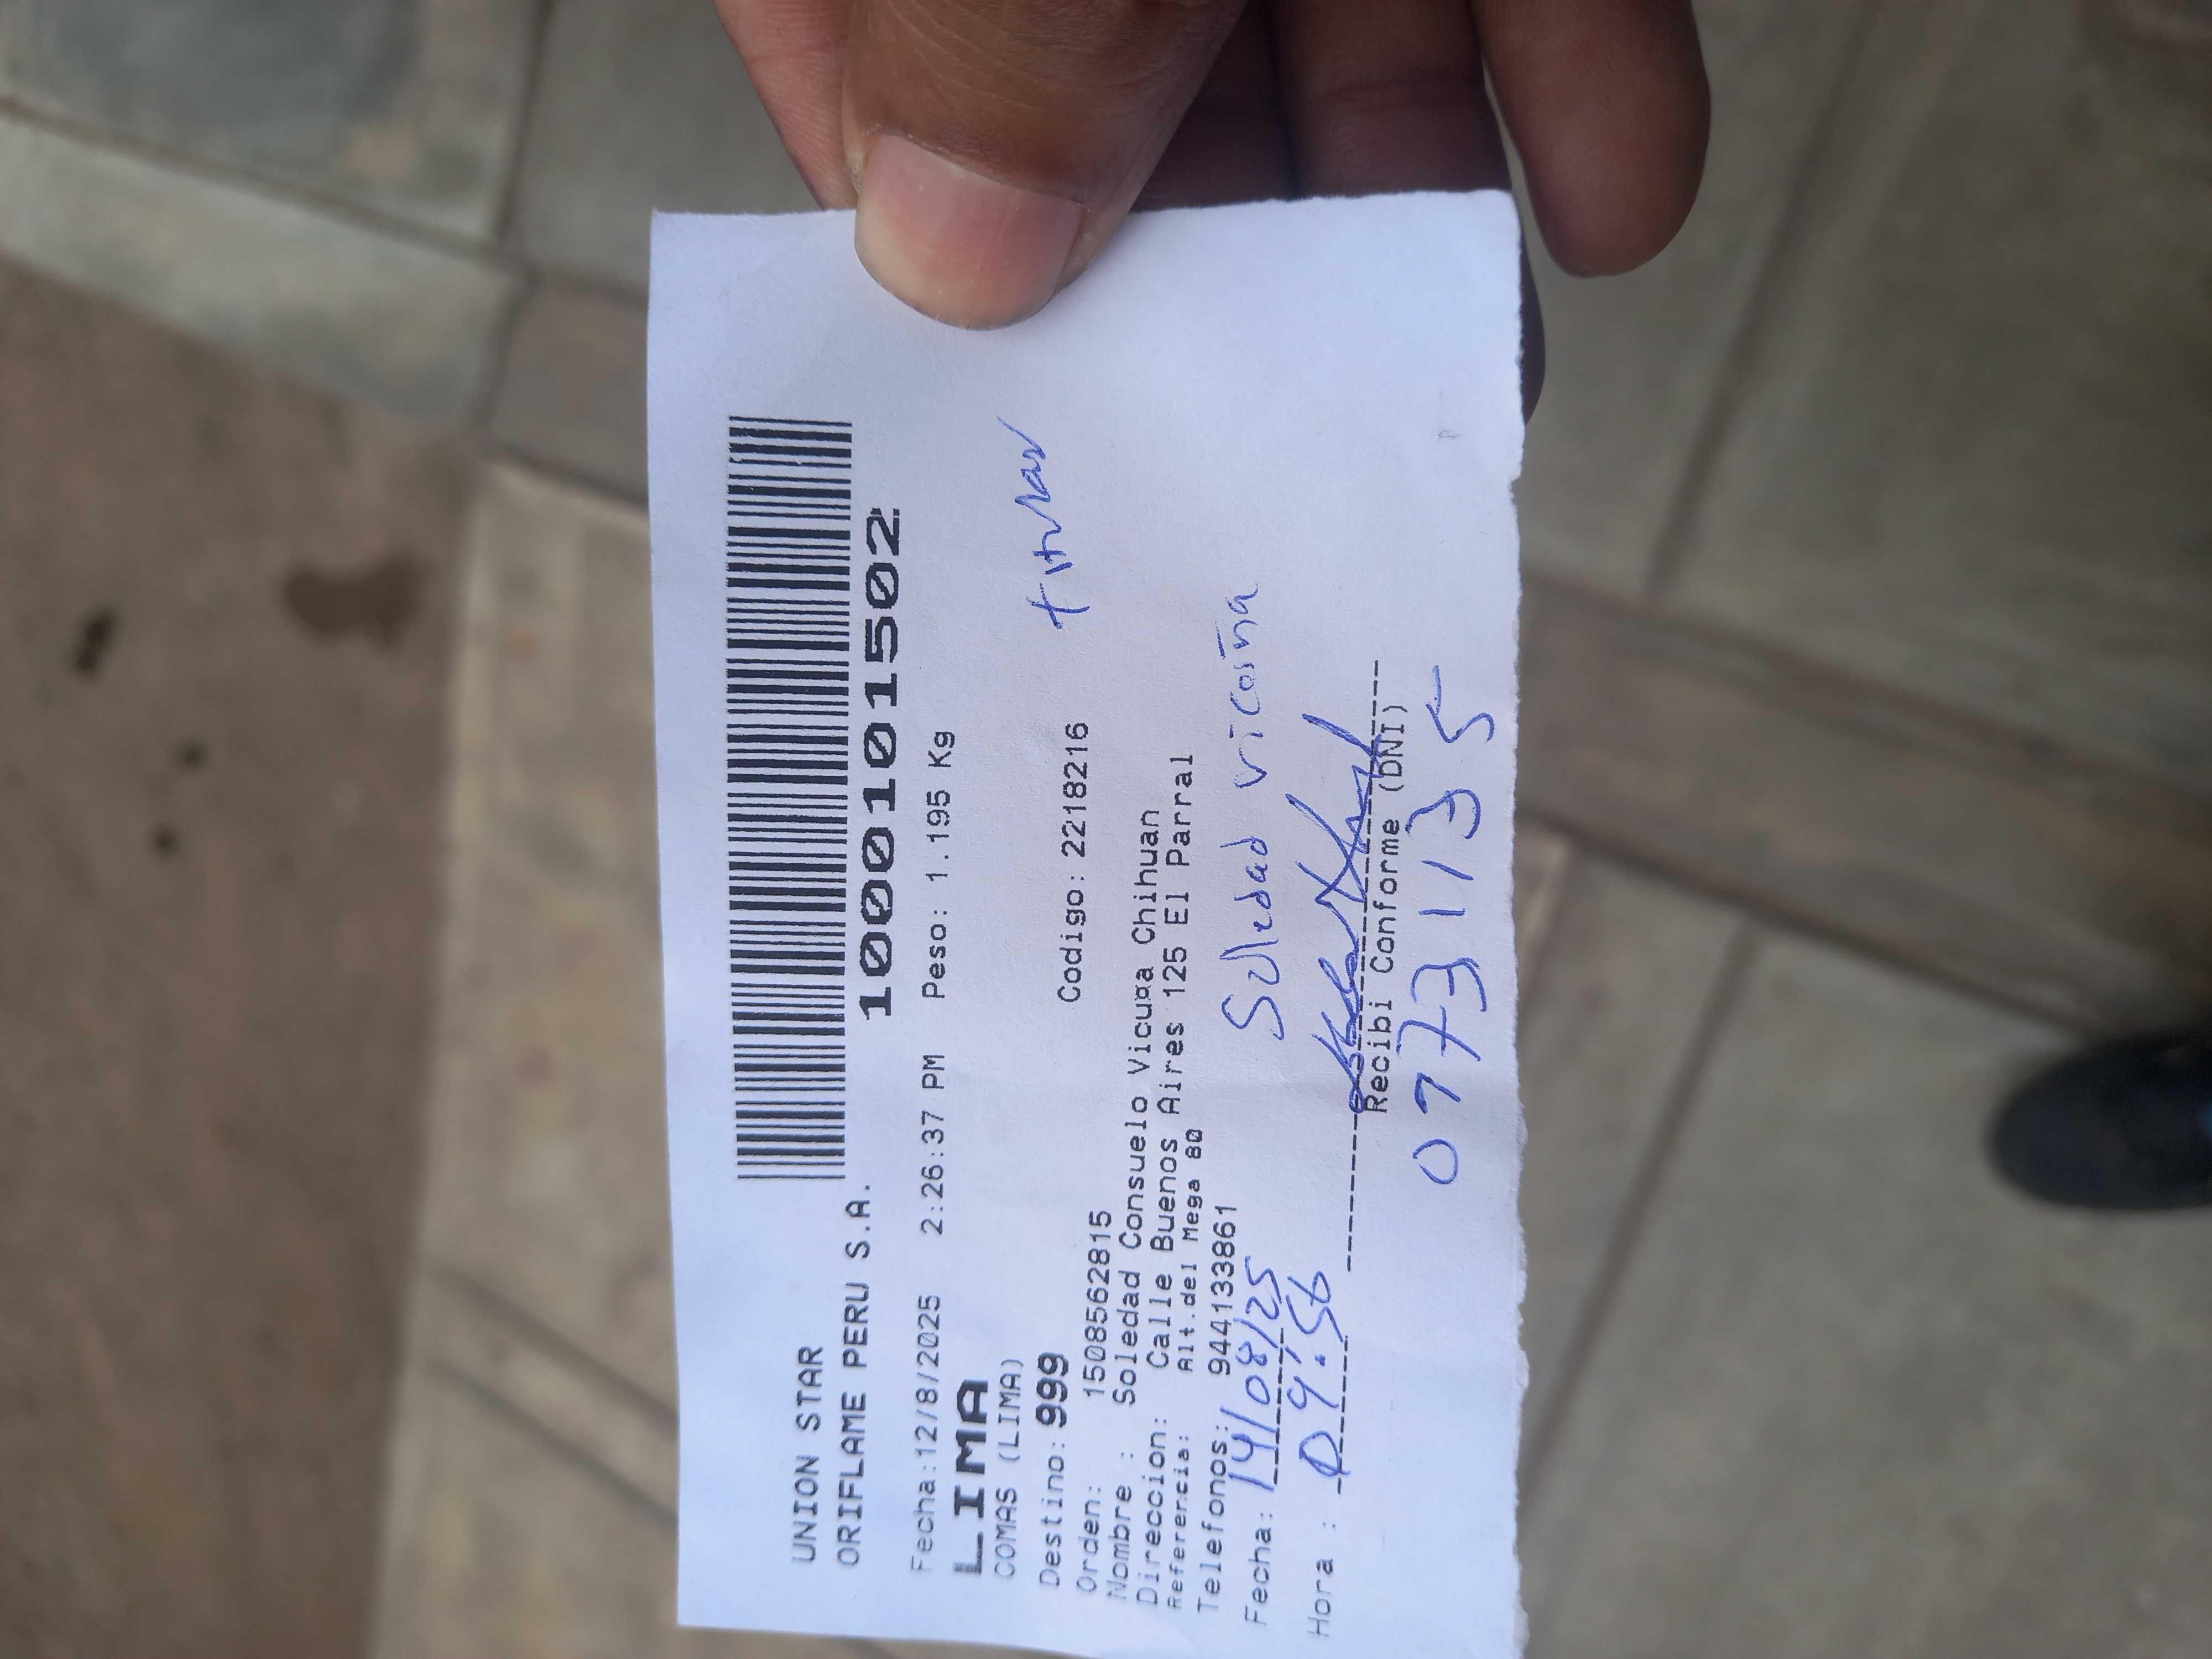 UNION STAR
ORIFLAME PERU S.A.
1000101502
Fecha:12/8/2025 2:26:37 PM Peso: 1.195 Kg
LIMA
COMAS (LIMA)
Destino: 999
titular
Orden: 1508562815 Codigo: 2218216
Nombre : Soledad Consuelo Vicuña Chihuan
Direccion: Calle Buenos Aires 125 El Parral
Referencia: Alt.del Mega 80
Telefonos: 944133861
Soledad Vicuña
Fecha: 14/08/25
Hora : 09:56
Recibi Conforme (DNI)
07731135